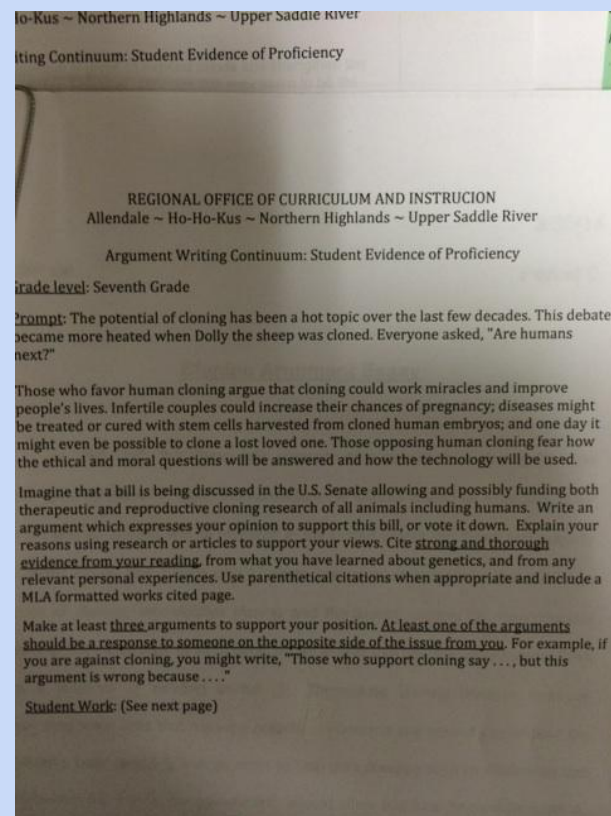 lo-Kus ~ Northern Highlands ~ Upper Saddle River
iting Continuum: Student Evidence of Proficiency
REGIONAL OFFICE OF CURRICULUM AND INSTRUCION
Allendale ~ Ho-Ho-Kus ~ Northern Highlands ~ Upper Saddle River
Argument Writing Continuum: Student Evidence of Proficiency
Grade level: Seventh Grade
Prompt: The potential of cloning has been a hot topic over the last few decades. This debate
became more heated when Dolly the sheep was cloned. Everyone asked, "Are humans
next?"
Those who favor human cloning argue that cloning could work miracles and improve
people's lives. Infertile couples could increase their chances of pregnancy; diseases might
be treated or cured with stem cells harvested from cloned human embryos; and one day it
might even be possible to clone a lost loved one. Those opposing human cloning fear how
the ethical and moral questions will be answered and how the technology will be used.
Imagine that a bill is being discussed in the U.S. Senate allowing and possibly funding both
therapeutic and reproductive cloning research of all animals including humans. Write an
argument which expresses your opinion to support this bill, or vote it down. Explain your
reasons using research or articles to support your views. Cite strong and thorough
evidence from your reading, from what you have learned about genetics, and from any
relevant personal experiences. Use parenthetical citations when appropriate and include a
MLA formatted works cited page.
Make at least three arguments to support your position. At least one of the arguments
should be a response to someone on the opposite side of the issue from you. For example, if
you are against cloning, you might write, "Those who support cloning say . . . , but this
argument is wrong because . . . ."
Student Work: (See next page)